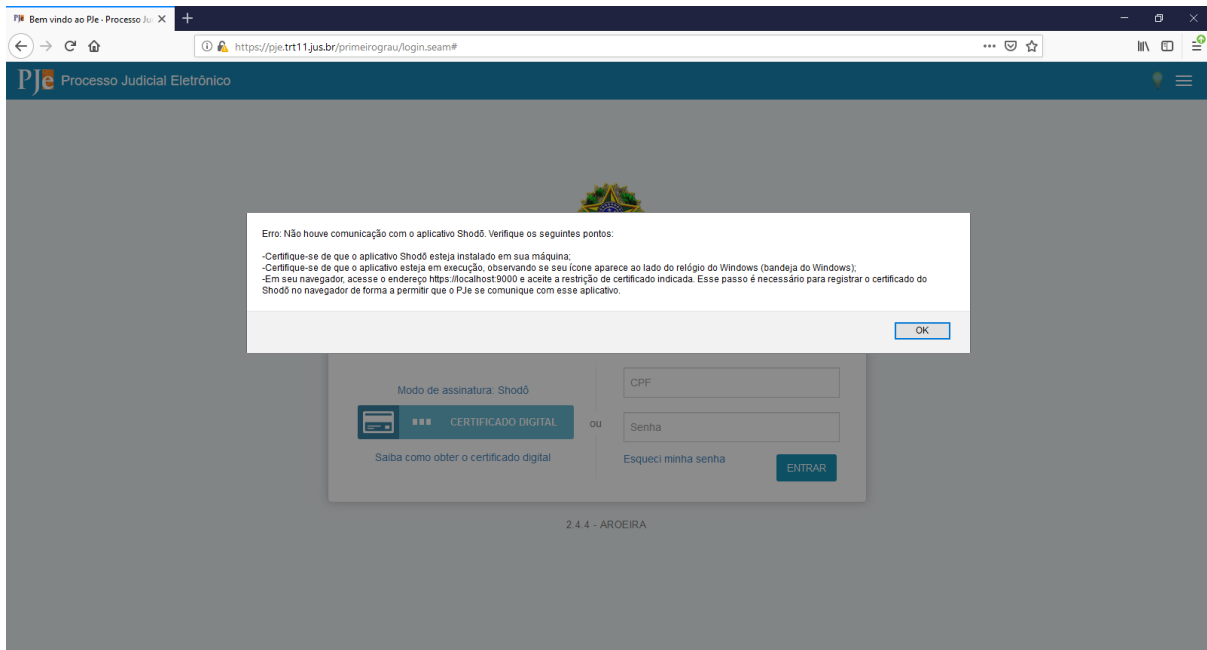 PJe Bem vindo ao PJe - Processo Ju
https://pje.trt11.jus.br/primeirograu/login.seam#
PJe Processo Judicial Eletrônico
Erro: Não houve comunicação com o aplicativo Shodō. Verifique os seguintes pontos:
-Certifique-se de que o aplicativo Shodō esteja instalado em sua máquina;
-Certifique-se de que o aplicativo esteja em execução, observando se seu ícone aparece ao lado do relógio do Windows (bandeja do Windows);
-Em seu navegador, acesse o endereço https://localhost:9000 e aceite a restrição de certificado indicada. Esse passo é necessário para registrar o certificado do
Shodō no navegador de forma a permitir que o PJe se comunique com esse aplicativo.
OK
Modo de assinatura: Shodô
CERTIFICADO DIGITAL
Saiba como obter o certificado digital
ou
CPF
Senha
Esqueci minha senha
ENTRAR
2.4.4 - AROEIRA